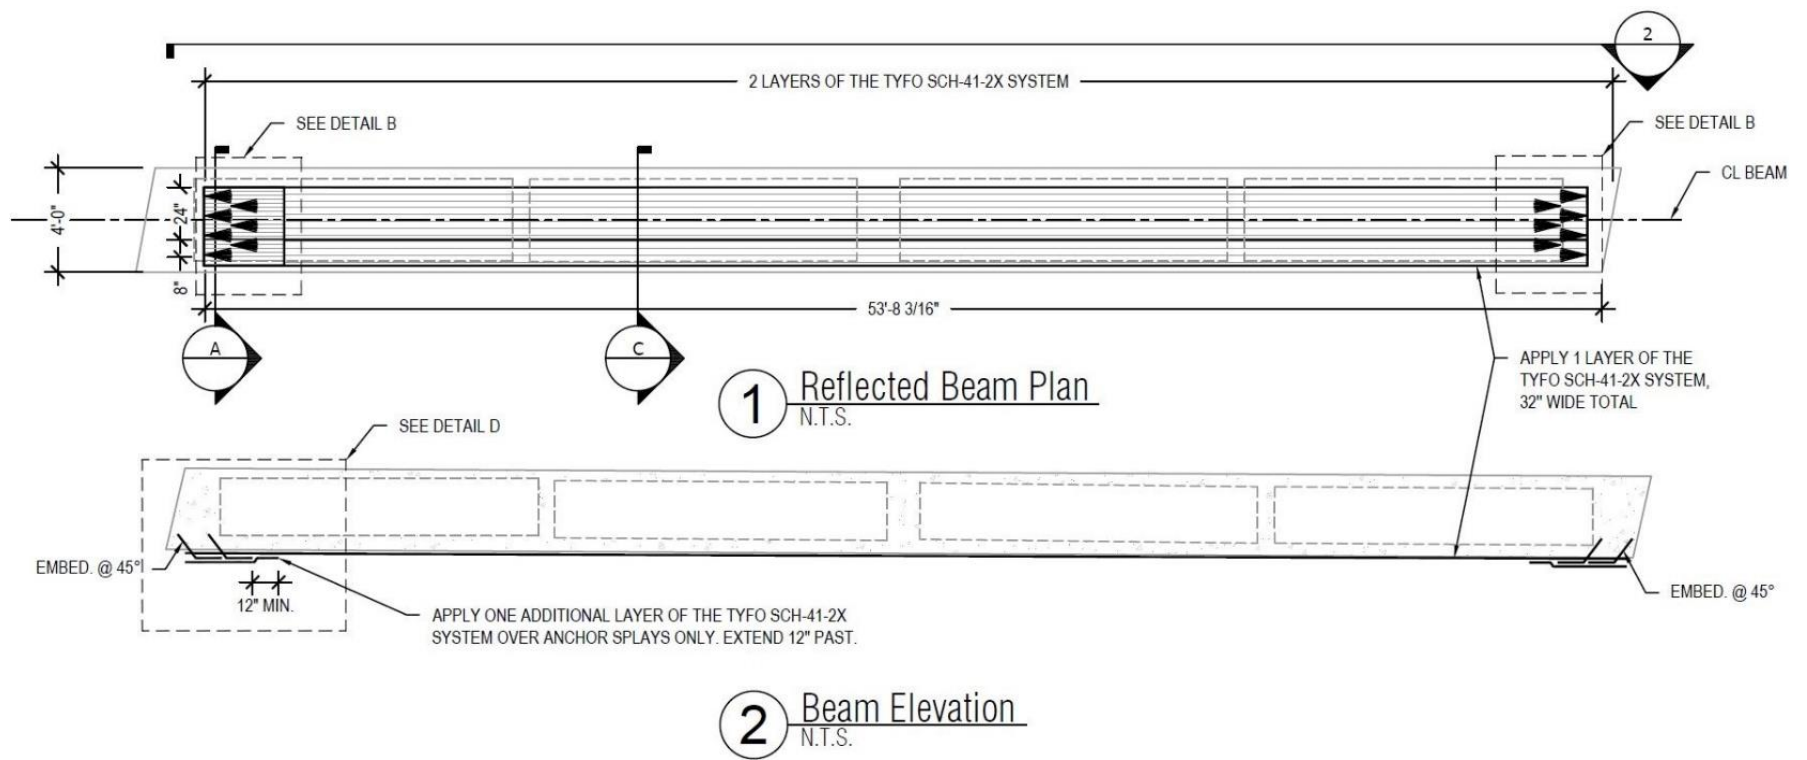 2
2 LAYERS OF THE TYFO SCH-41-2X SYSTEM
SEE DETAIL B
SEE DETAIL B
CL BEAM
4'-0"
24"
8"
53'-8 3/16"
A
C
APPLY 1 LAYER OF THE
TYFO SCH-41-2X SYSTEM,
32" WIDE TOTAL
1
Reflected Beam Plan
N.T.S.
SEE DETAIL D
EMBED. @ 45°
12" MIN.
EMBED. @ 45°
APPLY ONE ADDITIONAL LAYER OF THE TYFO SCH-41-2X
SYSTEM OVER ANCHOR SPLAYS ONLY. EXTEND 12" PAST.
2
Beam Elevation
N.T.S.